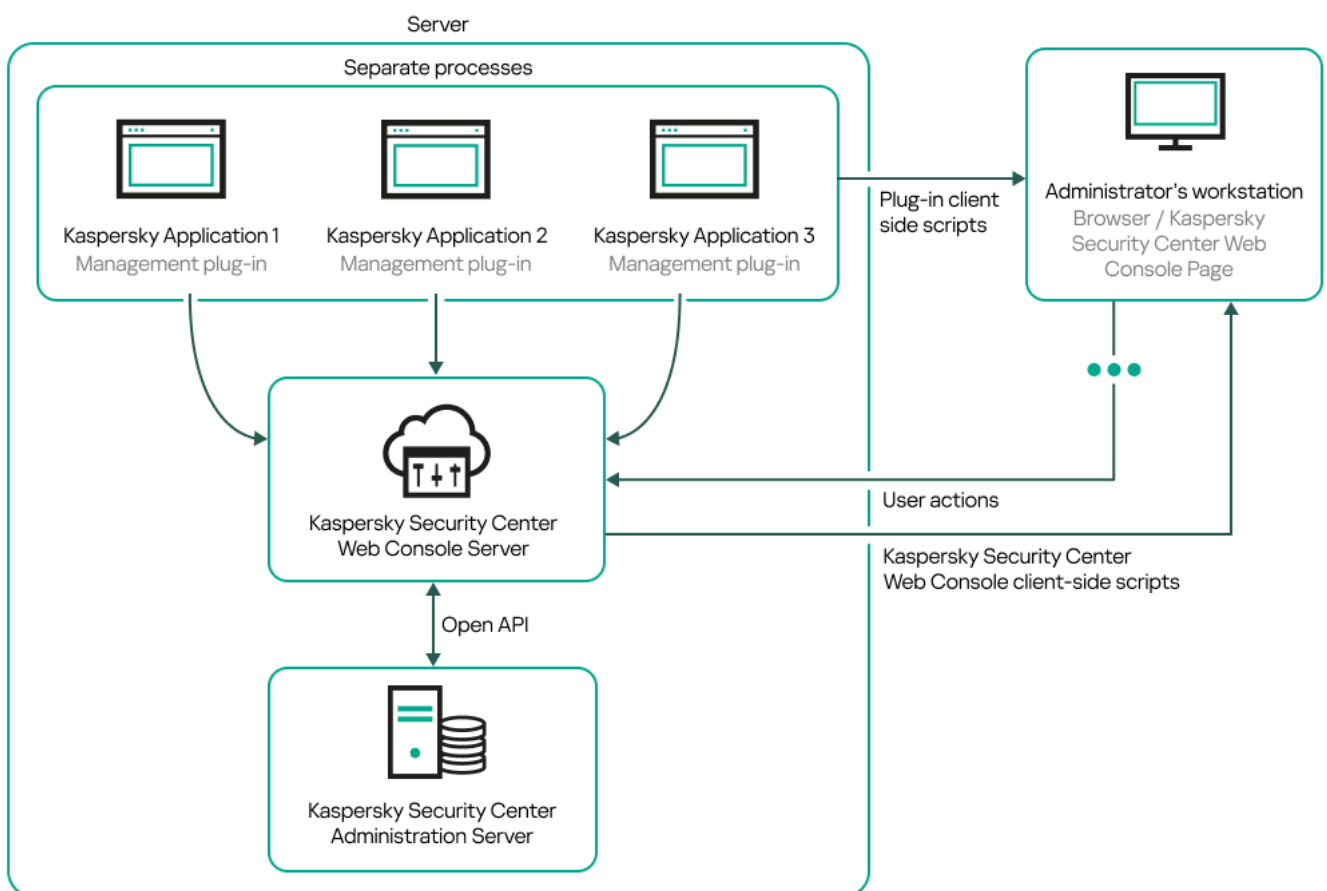 Server
Separate processes
Kaspersky Application 1
Management plug-in
Kaspersky Application 2
Management plug-in
Kaspersky Application 3
Management plug-in
Plug-in client
side scripts
Administrator's workstation
Browser / Kaspersky
Security Center Web
Console Page
Kaspersky Security Center
Web Console Server
User actions
Kaspersky Security Center
Web Console client-side scripts
Open API
Kaspersky Security Center
Administration Server